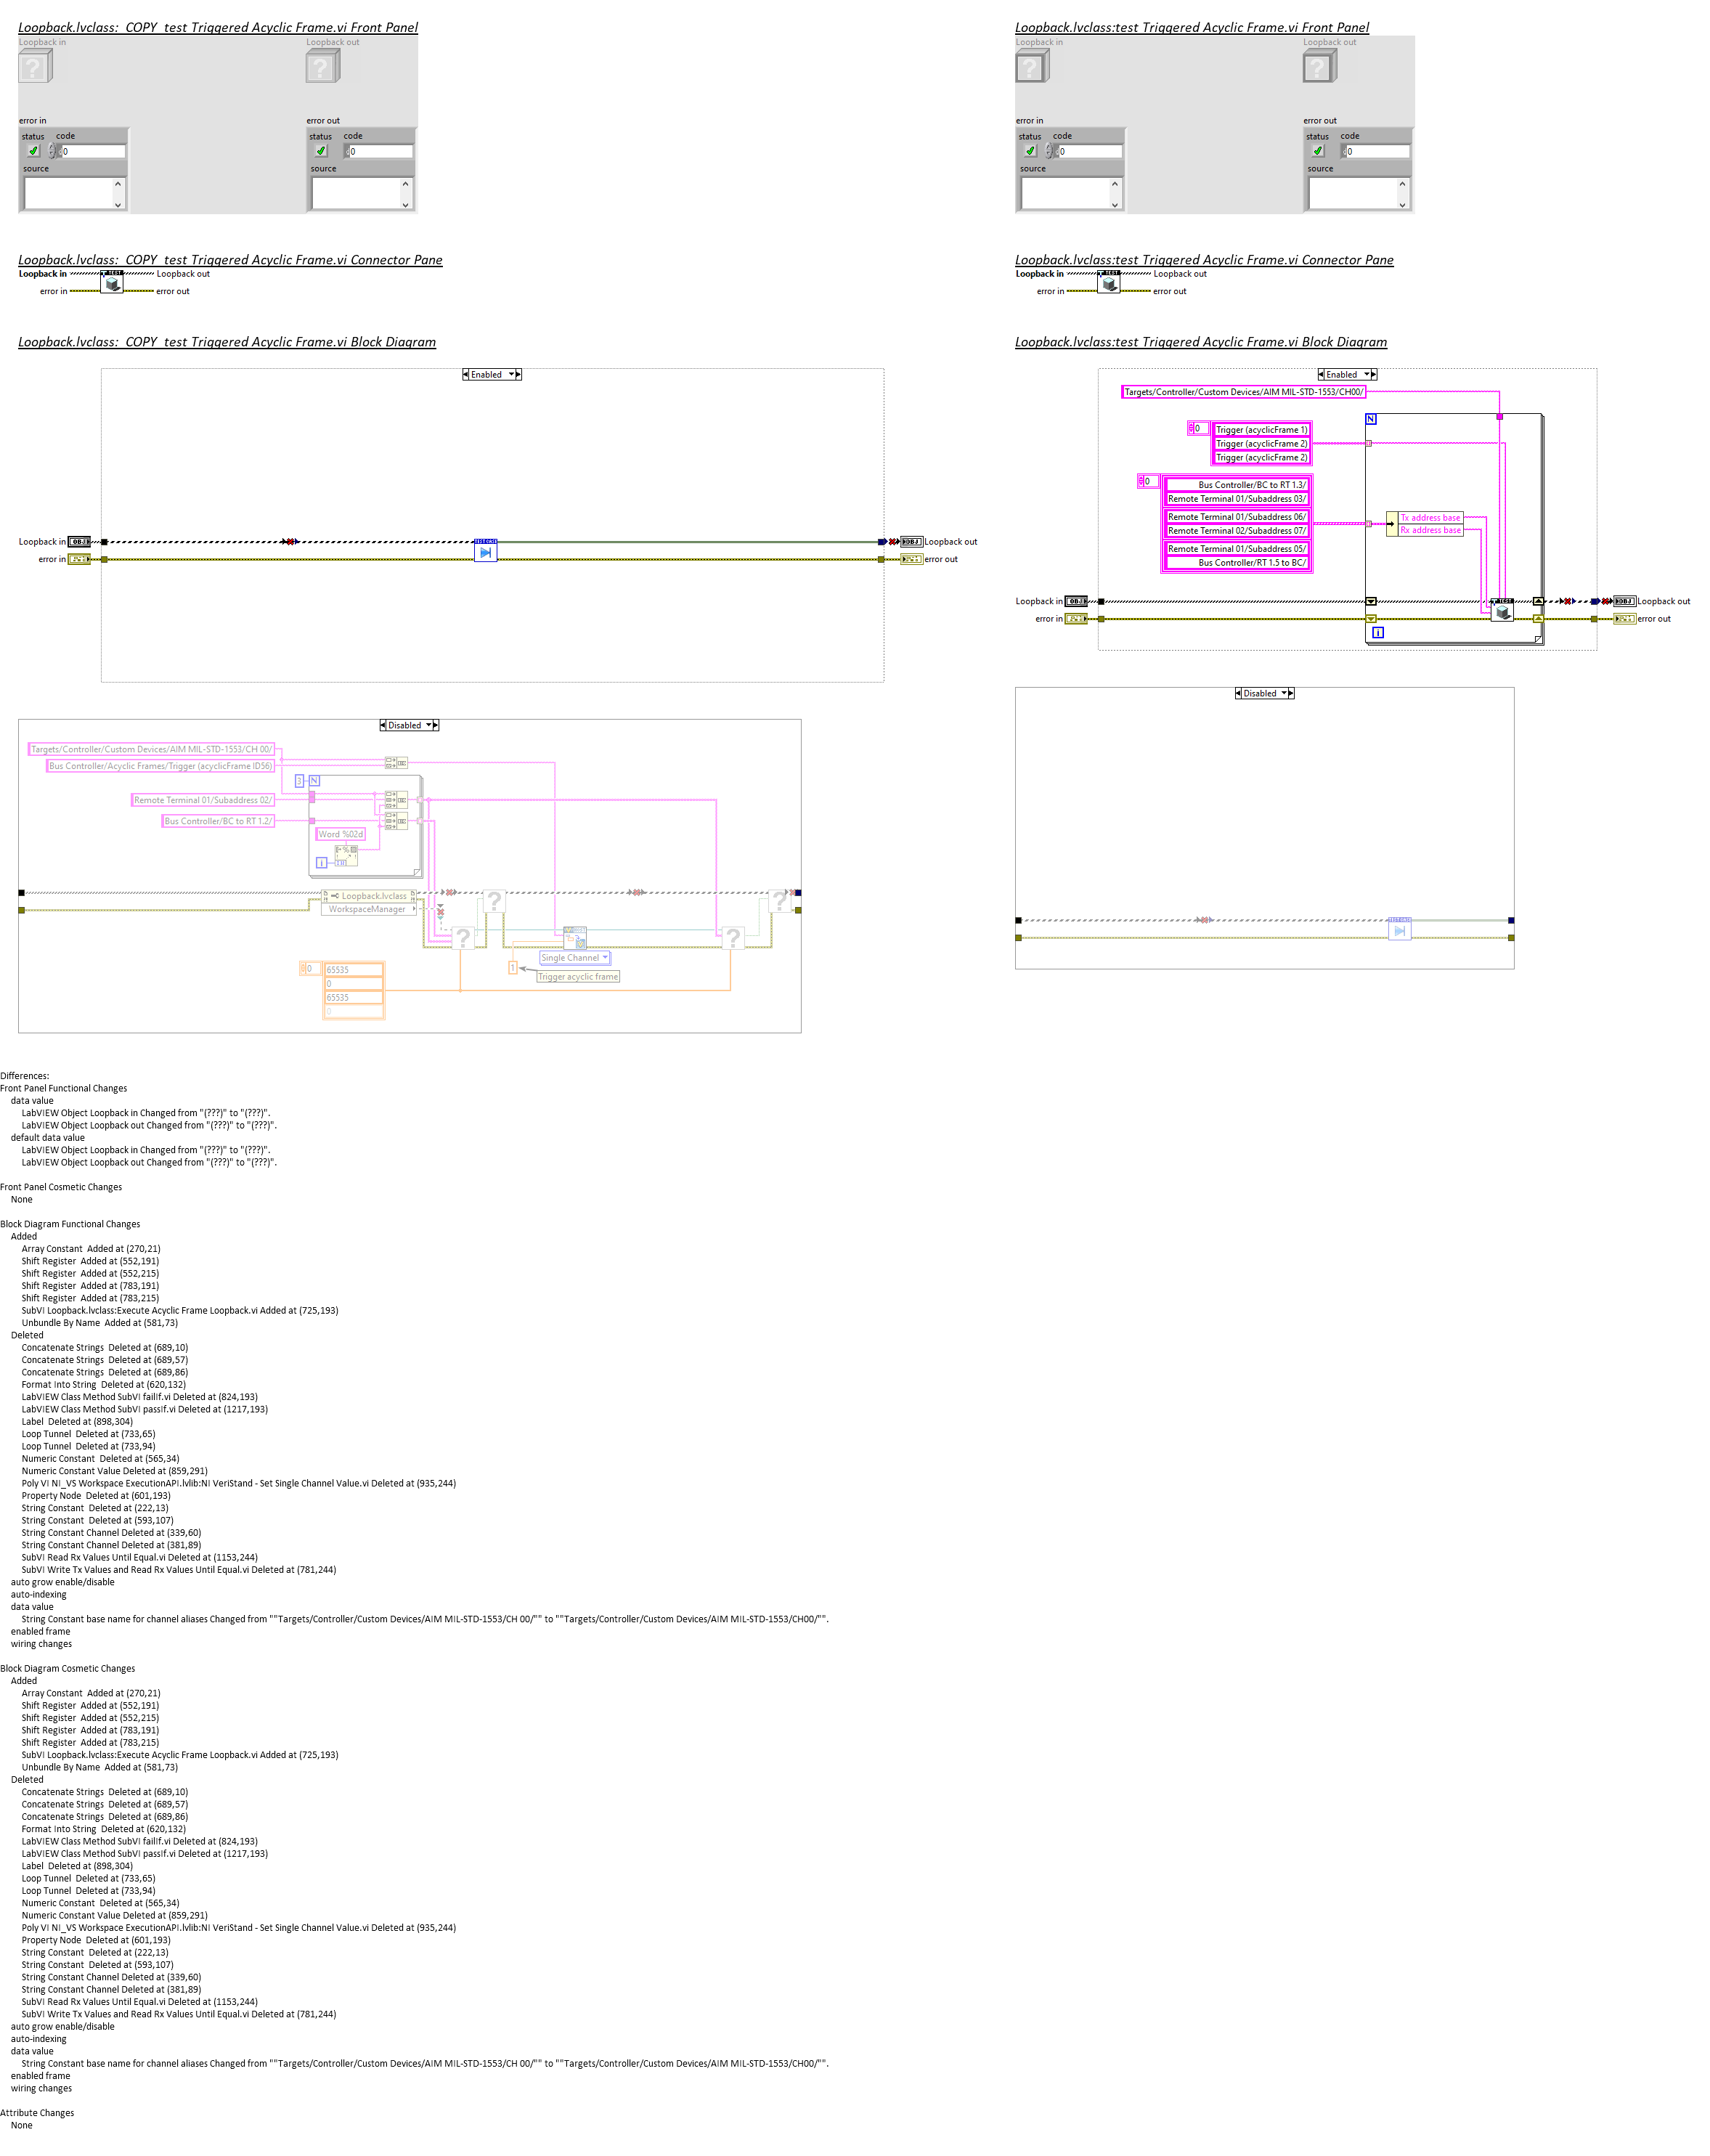 Loopback.lvclass:_COPY_test Triggered Acyclic Frame.vi Front Panel
Loopback in
Loopback out
error in
error out
status
code
0
source
status
code
0
source
Loopback.lvclass:_COPY_test Triggered Acyclic Frame.vi Connector Pane
Loopback in
Loopback out
TEST
error in
error out
Loopback.lvclass:_COPY_test Triggered Acyclic Frame.vi Block Diagram
Enabled
Loopback in
OBJ
OBJ
Loopback out
error in
error out
Disabled
Targets/Controller/Custom Devices/AIM MIL-STD-1553/CH 00/
Bus Controller/Acyclic Frames/Trigger (acyclicFrame ID56)
3
N
Remote Terminal 01/Subaddress 02/
Bus Controller/BC to RT 1.2/
Word %02d
i
Loopback.lvclass
WorkspaceManager
Single Channel
1
Trigger acyclic frame
0
65535
0
65535
0
Loopback.lvclass:test Triggered Acyclic Frame.vi Front Panel
Loopback in
Loopback out
error in
error out
status
code
0
source
status
code
0
source
Loopback.lvclass:test Triggered Acyclic Frame.vi Connector Pane
Loopback in
Loopback out
TEST
error in
error out
Loopback.lvclass:test Triggered Acyclic Frame.vi Block Diagram
Enabled
Targets/Controller/Custom Devices/AIM MIL-STD-1553/CH00/
N
0
Trigger (acyclicFrame 1)
Trigger (acyclicFrame 2)
Trigger (acyclicFrame 2)
0
Bus Controller/BC to RT 1.3/
Remote Terminal 01/Subaddress 03/
Remote Terminal 01/Subaddress 06/
Remote Terminal 02/Subaddress 07/
Remote Terminal 01/Subaddress 05/
Bus Controller/RT 1.5 to BC/
Tx address base
Rx address base
Loopback in
OBJ
TEST
OBJ
Loopback out
error in
error out
i
Disabled
Differences:
Front Panel Functional Changes
data value
LabVIEW Object Loopback in Changed from "(???)" to "(???)".
LabVIEW Object Loopback out Changed from "(???)" to "(???)".
default data value
LabVIEW Object Loopback in Changed from "(???)" to "(???)".
LabVIEW Object Loopback out Changed from "(???)" to "(???)".
Front Panel Cosmetic Changes
None
Block Diagram Functional Changes
Added
Array Constant  Added at (270,21)
Shift Register  Added at (552,191)
Shift Register  Added at (552,215)
Shift Register  Added at (783,191)
Shift Register  Added at (783,215)
SubVI Loopback.lvclass:Execute Acyclic Frame Loopback.vi Added at (725,193)
Unbundle By Name  Added at (581,73)
Deleted
Concatenate Strings  Deleted at (689,10)
Concatenate Strings  Deleted at (689,57)
Concatenate Strings  Deleted at (689,86)
Format Into String  Deleted at (620,132)
LabVIEW Class Method SubVI failIf.vi Deleted at (824,193)
LabVIEW Class Method SubVI passIf.vi Deleted at (1217,193)
Label  Deleted at (898,304)
Loop Tunnel  Deleted at (733,65)
Loop Tunnel  Deleted at (733,94)
Numeric Constant  Deleted at (565,34)
Numeric Constant Value Deleted at (859,291)
Poly VI NI_VS Workspace ExecutionAPI.lvlib:NI VeriStand - Set Single Channel Value.vi Deleted at (935,244)
Property Node  Deleted at (601,193)
String Constant  Deleted at (222,13)
String Constant  Deleted at (593,107)
String Constant Channel Deleted at (339,60)
String Constant Channel Deleted at (381,89)
SubVI Read Rx Values Until Equal.vi Deleted at (1153,244)
SubVI Write Tx Values and Read Rx Values Until Equal.vi Deleted at (781,244)
auto grow enable/disable
auto-indexing
data value
String Constant base name for channel aliases Changed from ""Targets/Controller/Custom Devices/AIM MIL-STD-1553/CH 00/"" to ""Targets/Controller/Custom Devices/AIM MIL-STD-1553/CH00/"".
enabled frame
wiring changes
Block Diagram Cosmetic Changes
Added
Array Constant  Added at (270,21)
Shift Register  Added at (552,191)
Shift Register  Added at (552,215)
Shift Register  Added at (783,191)
Shift Register  Added at (783,215)
SubVI Loopback.lvclass:Execute Acyclic Frame Loopback.vi Added at (725,193)
Unbundle By Name  Added at (581,73)
Deleted
Concatenate Strings  Deleted at (689,10)
Concatenate Strings  Deleted at (689,57)
Concatenate Strings  Deleted at (689,86)
Format Into String  Deleted at (620,132)
LabVIEW Class Method SubVI failIf.vi Deleted at (824,193)
LabVIEW Class Method SubVI passIf.vi Deleted at (1217,193)
Label  Deleted at (898,304)
Loop Tunnel  Deleted at (733,65)
Loop Tunnel  Deleted at (733,94)
Numeric Constant  Deleted at (565,34)
Numeric Constant Value Deleted at (859,291)
Poly VI NI_VS Workspace ExecutionAPI.lvlib:NI VeriStand - Set Single Channel Value.vi Deleted at (935,244)
Property Node  Deleted at (601,193)
String Constant  Deleted at (222,13)
String Constant  Deleted at (593,107)
String Constant Channel Deleted at (339,60)
String Constant Channel Deleted at (381,89)
SubVI Read Rx Values Until Equal.vi Deleted at (1153,244)
SubVI Write Tx Values and Read Rx Values Until Equal.vi Deleted at (781,244)
auto grow enable/disable
auto-indexing
data value
String Constant base name for channel aliases Changed from ""Targets/Controller/Custom Devices/AIM MIL-STD-1553/CH 00/"" to ""Targets/Controller/Custom Devices/AIM MIL-STD-1553/CH00/"".
enabled frame
wiring changes
Attribute Changes
None